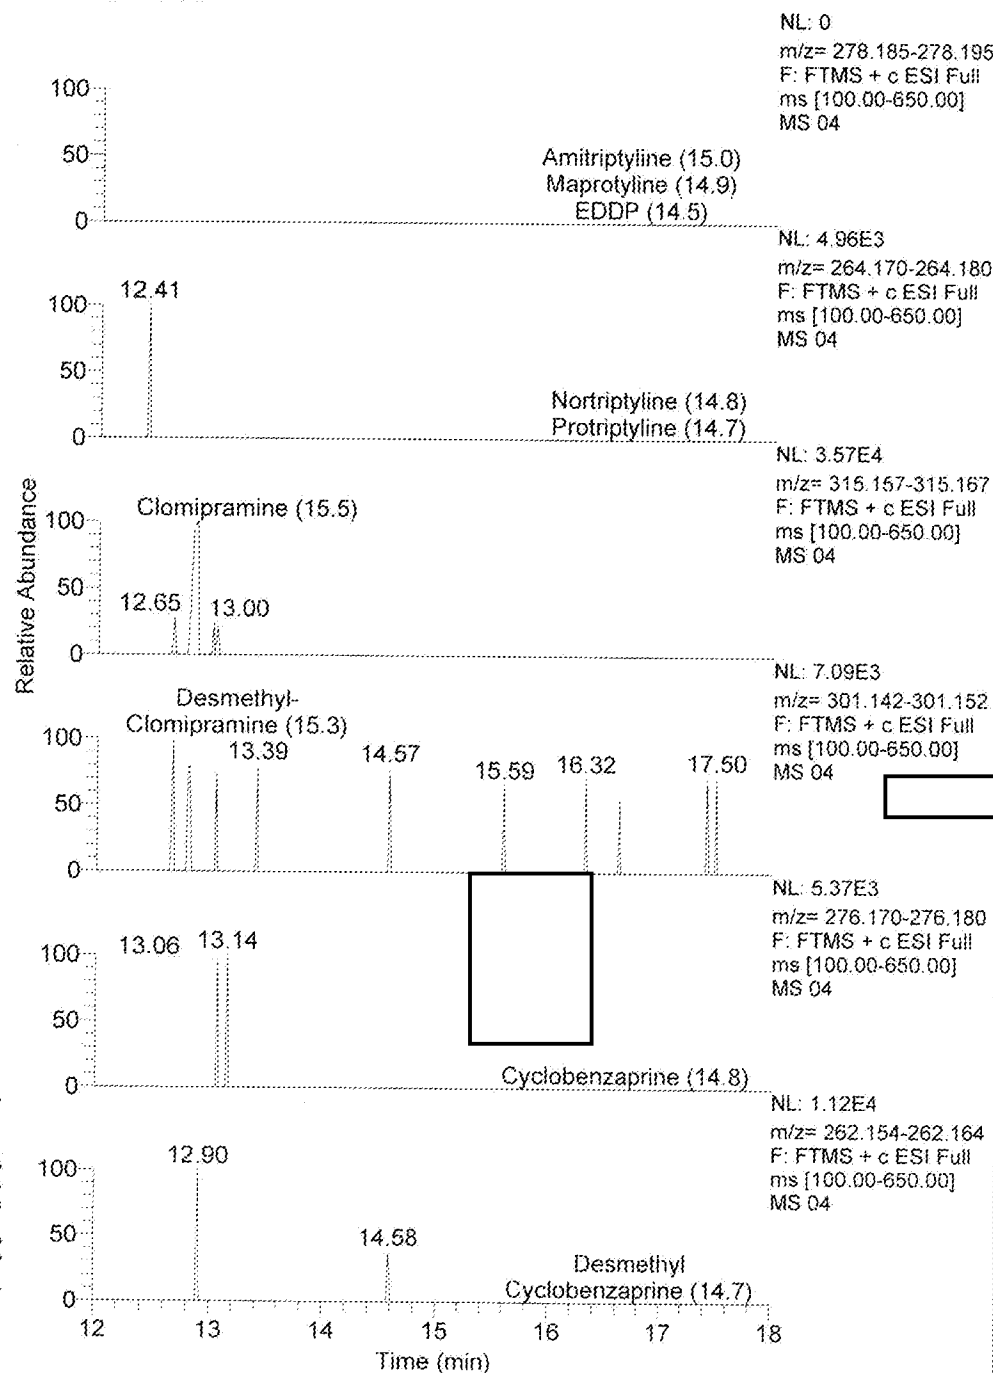 NL: 0
m/z= 278.185-278.195
F: FTMS + c ESI Full
ms [100.00-650.00]
MS 04
100
50
0
Amitriptyline (15.0)
Maprotyline (14.9)
EDDP (14.5)
NL: 4.96E3
m/z= 264.170-264.180
F: FTMS + c ESI Full
ms [100.00-650.00]
MS 04
12.41
100
50
0
Nortriptyline (14.8)
Protriptyline (14.7)
NL: 3.57E4
m/z= 315.157-315.167
F: FTMS + c ESI Full
ms [100.00-650.00]
MS 04
Relative Abundance
Clomipramine (15.5)
100
50
0
12.65
13.00
NL: 7.09E3
m/z= 301.142-301.152
F: FTMS + c ESI Full
ms [100.00-650.00]
MS 04
Desmethyl-
Clomipramine (15.3)
100
50
0
13.39
14.57
15.59
16.32
17.50
NL: 5.37E3
m/z= 276.170-276.180
F: FTMS + c ESI Full
ms [100.00-650.00]
MS 04
13.06
13.14
100
50
0
Cyclobenzaprine (14.8)
NL: 1.12E4
m/z= 262.154-262.164
F: FTMS + c ESI Full
ms [100.00-650.00]
MS 04
12.90
14.58
100
50
0
Desmethyl
Cyclobenzaprine (14.7)
12 13 14 15 16 17 18
Time (min)